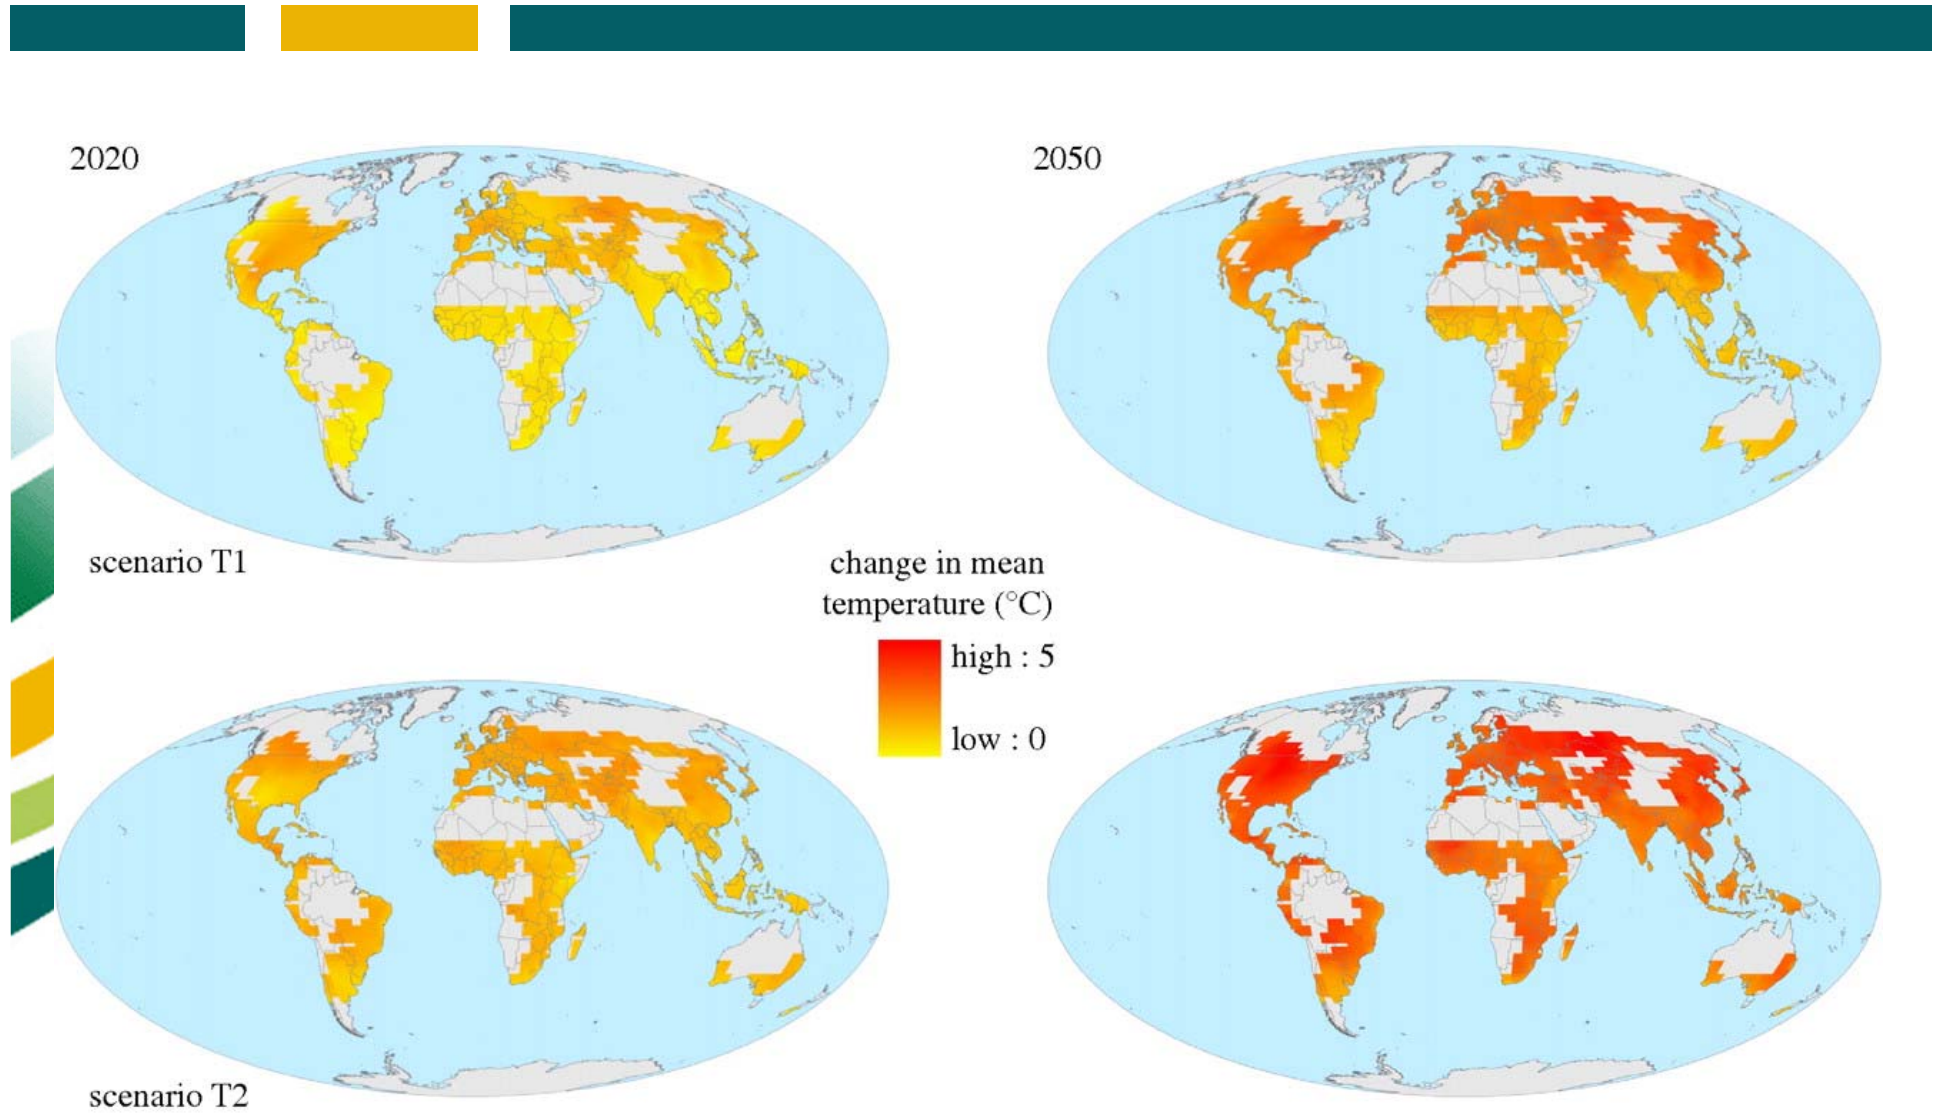 2020
2050
scenario T1
change in mean
temperature (°C)
high : 5
low : 0
scenario T2